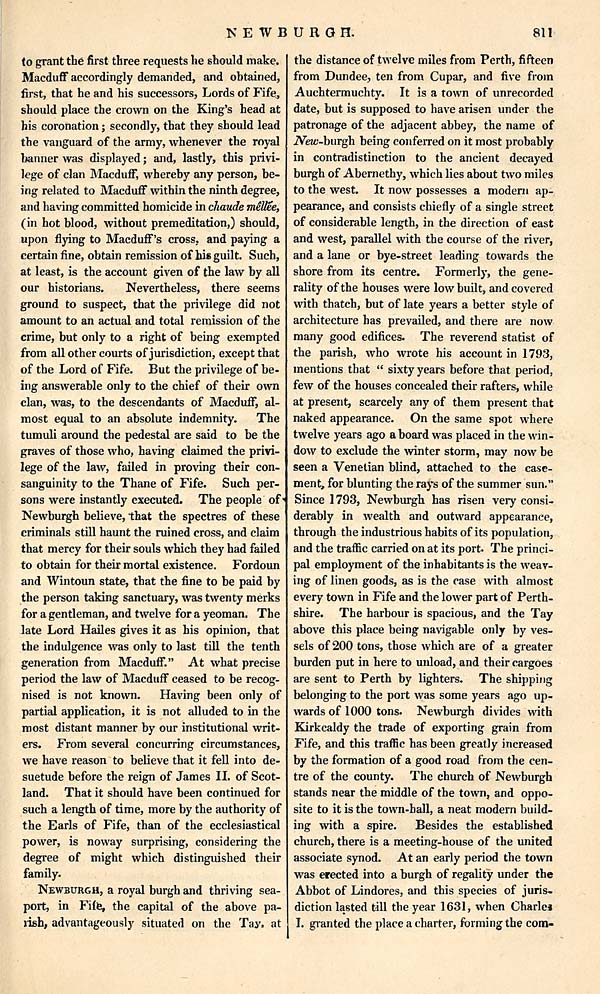 NEWBURGH. 811
to grant the first three requests he should make.
Macduff accordingly demanded, and obtained,
first, that he and his successors, Lords of Fife,
should place the crown on the King's head at
his coronation; secondly, that they should lead
the vanguard of the army, whenever the royal
banner was displayed; and, lastly, this privi-
lege of clan Macduff, whereby any person, be-
ing related to Macduff within the ninth degree,
and having committed homicide in chaude mêllée,
(in hot blood, without premeditation,) should,
upon flying to Macduff's cross, and paying a
certain fine, obtain remission of his guilt. Such,
at least, is the account given of the law by all
our historians. Nevertheless, there seems
ground to suspect, that the privilege did not
amount to an actual and total remission of the
crime, but only to a right of being exempted
from all other courts of jurisdiction, except that
of the Lord of Fife. But the privilege of be-
ing answerable only to the chief of their own
clan, was, to the descendants of Macduff, al-
most equal to an absolute indemnity. The
tumuli around the pedestal are said to be the
graves of those who, having claimed the privi-
lege of the law, failed in proving their con-
sanguinity to the Thane of Fife. Such per-
sons were instantly executed. The people of
Newburgh believe, that the spectres of these
criminals still haunt the ruined cross, and claim
that mercy for their souls which they had failed
to obtain for their mortal existence. Fordoun
and Wintoun state, that the fine to be paid by
the person taking sanctuary, was twenty merks
for a gentleman, and twelve for a yeoman. The
late Lord Hailes gives it as his opinion, that
the indulgence was only to last till the tenth
generation from Macduff." At what precise
period the law of Macduff ceased to be recog-
nised is not known. Having been only of
partial application, it is not alluded to in the
most distant manner by our institutional writ-
ers. From several concurring circumstances,
we have reason to believe that it fell into de-
suetude before the reign of James II. of Scot-
land. That it should have been continued for
such a length of time, more by the authority of
the Earls of Fife, than of the ecclesiastical
power, is noway surprising, considering the
degree of might which distinguished their
family.
NEWBURGH, a royal burgh and thriving sea-
port, in Fife, the capital of the above pa-
rish, advantageously situated on the Tay, at
the distance of twelve miles from Perth, fifteen
from Dundee, ten from Cupar, and five from
Auchtermuchty. It is a town of unrecorded
date, but is supposed to have arisen under the
patronage of the adjacent abbey, the name of
New-burgh being conferred on it most probably
in contradistinction to the ancient decayed
burgh of Abernethy, which lies about two miles
to the west. It now possesses a modern ap-
pearance, and consists chiefly of a single street
of considerable length, in the direction of east
and west, parallel with the course of the river,
and a lane or bye-street leading towards the
shore from its centre. Formerly, the gene-
rality of the houses were low built, and covered
with thatch, but of late years a better style of
architecture has prevailed, and there are now
many good edifices. The reverend statist of
the parish, who wrote his account in 1793,
mentions that " sixty years before that period,
few of the houses concealed their rafters, while
at present, scarcely any of them present that
naked appearance. On the same spot where
twelve years ago a board was placed in the win-
dow to exclude the winter storm, may now be
seen a Venetian blind, attached to the case-
ment, for blunting the rays of the summer sun."
Since 1793, Newburgh has risen very consi-
derably in wealth and outward appearance,
through the industrious habits of its population,
and the traffic carried on at its port. The princi-
pal employment of the inhabitants is the weav-
ing of linen goods, as is the case with almost
every town in Fife and the lower part of Perth-
shire. The harbour is spacious, and the Tay
above this place being navigable only by ves-
sels of 200 tons, those which are of a greater
burden put in here to unload, and their cargoes
are sent to Perth by lighters. The shipping
belonging to the port was some years ago up-
wards of 1000 tons. Newburgh divides with
Kirkcaldy the trade of exporting grain from
Fife, and this traffic has been greatly increased
by the formation of a good road from the cen-
tre of the county. The church of Newburgh
stands near the middle of the town, and oppo-
site to it is the town-hall, a neat modern build-
ing with a spire. Besides the established
church, there is a meeting-house of the united
associate synod. At an early period the town
was erected into a burgh of regality under the
Abbot of Lindores, and this species of juris-
diction lasted till the year 1631, when Charles
I. granted the place a charter, forming the com-